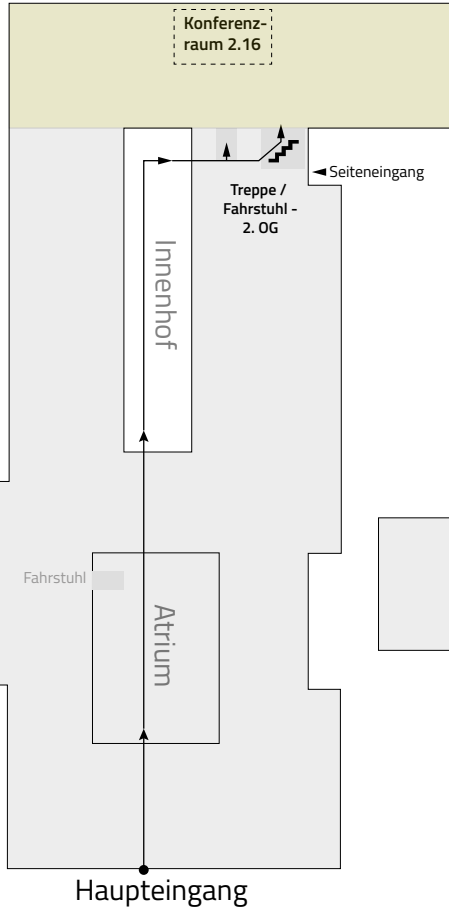 Konferenz-
raum 2.16
Seiteneingang
Treppe /
Fahrstuhl -
2. OG
Innenhof
Fahrstuhl
Atrium
Haupteingang